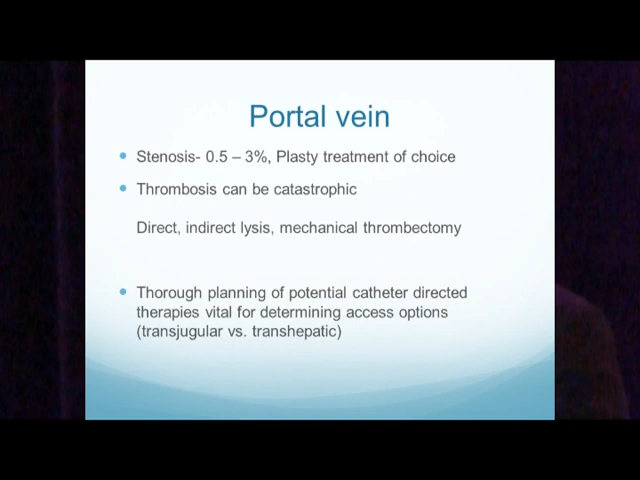 Portal vein
Stenosis- 0.5 – 3%, Plasty treatment of choice
Thrombosis can be catastrophic
Direct, indirect lysis, mechanical thrombectomy
Thorough planning of potential catheter directed
therapies vital for determining access options
(transjugular vs. transhepatic)